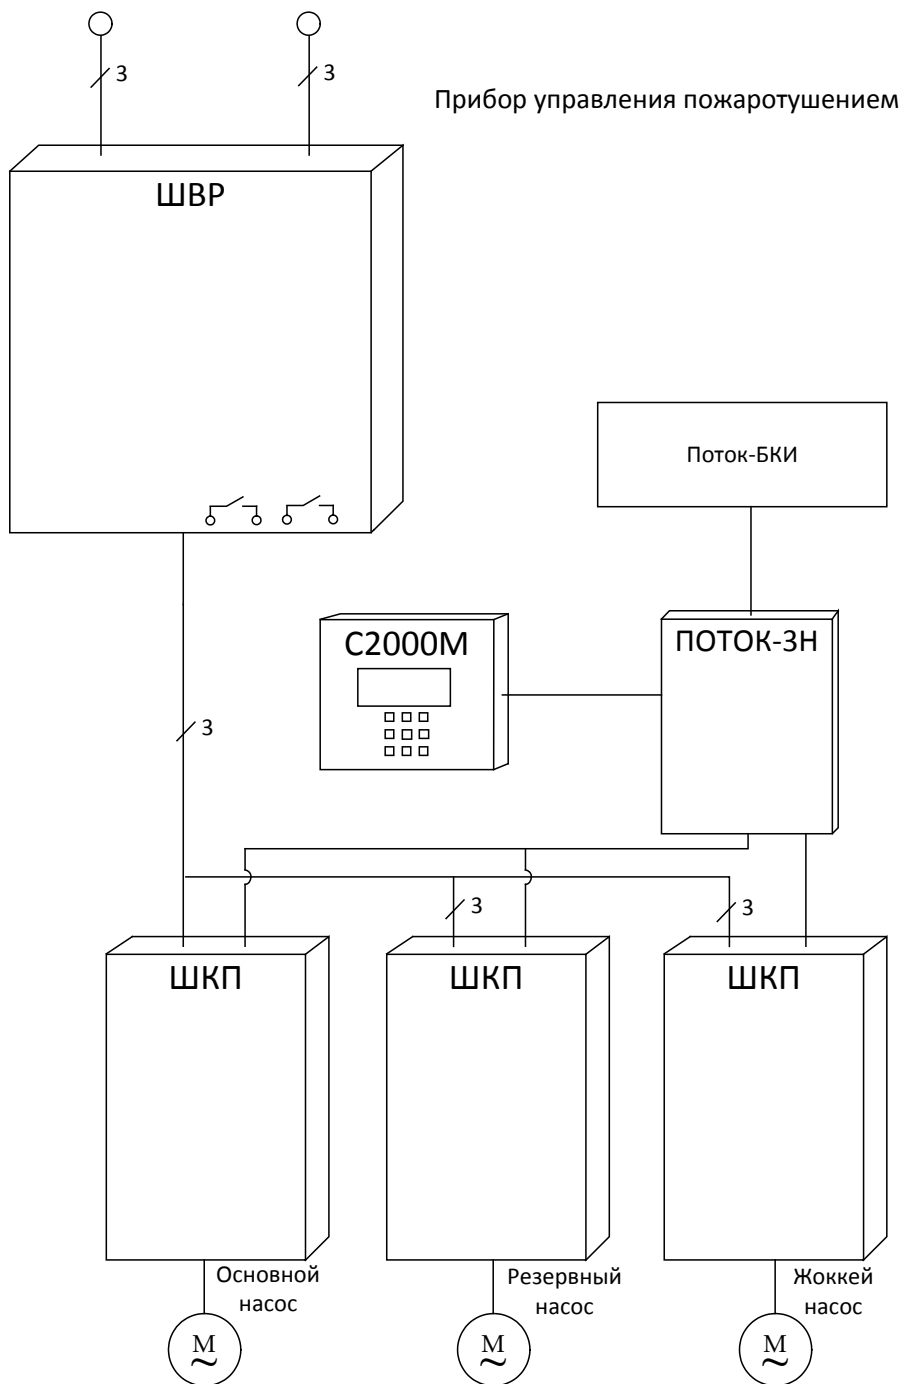 3
3
Прибор управления пожаротушением
ШВР
Поток-БКИ
С2000М
ПОТОК-3Н
3
3
3
ШКП
ШКП
ШКП
Основной
насос
Резервный
насос
Жоккей
насос
М
~
М
~
М
~